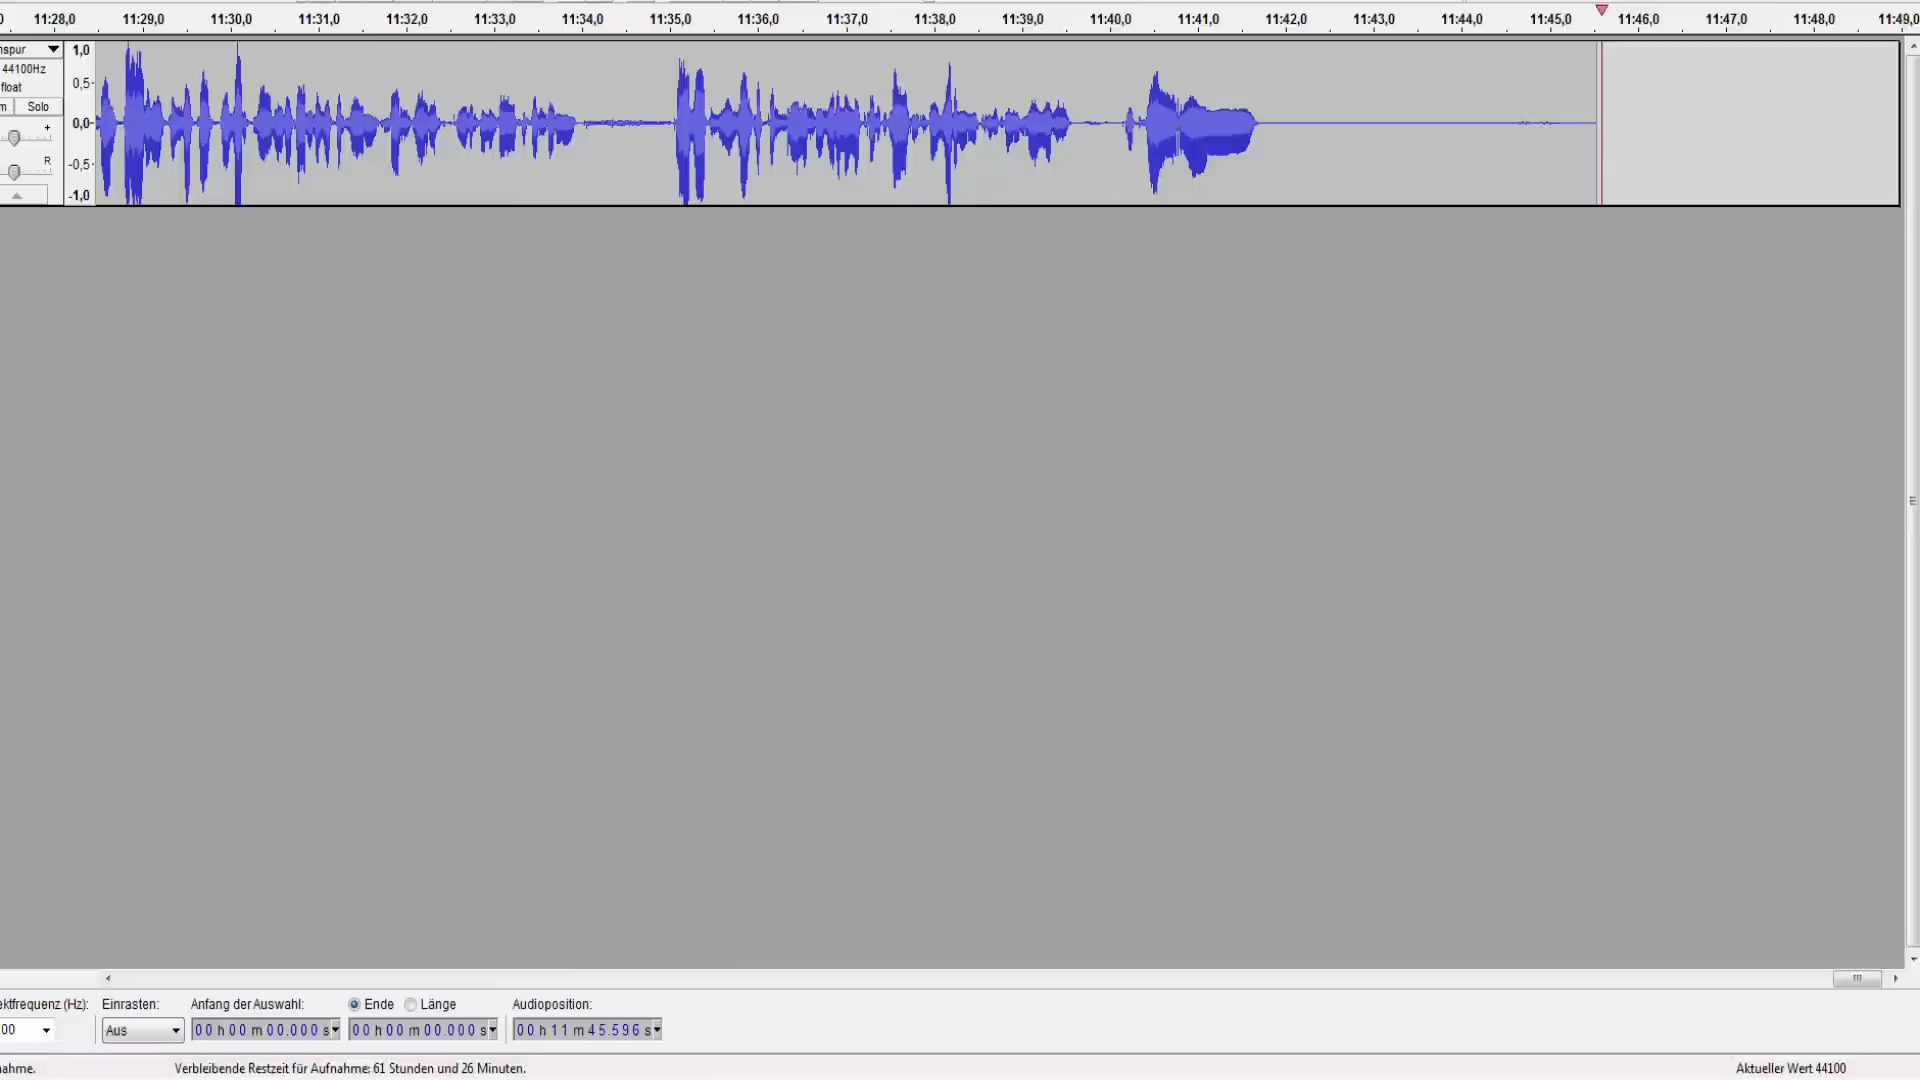 0 11:28,0 11:29,0 11:30,0 11:31,0 11:32,0 11:33,0 11:34,0 11:35,0 11:36,0 11:37,0 11:38,0 11:39,0 11:40,0 11:41,0 11:42,0 11:43,0 11:44,0 11:45,0 11:46,0 11:47,0 11:48,0 11:49,0
nspur 1,0
44100Hz
float 0,5
m Solo
0,0
+
-0,5
R
-1,0
ektfrequenz (Hz): Einrasten: Anfang der Auswahl: Ende Länge Audioposition:
00 Aus 00 h 00 m 00.000 s 00 h 00 m 00.000 s 00 h 11 m 45.596 s
nahme. Verbleibende Restzeit für Aufnahme: 61 Stunden und 26 Minuten. Aktueller Wert 44100